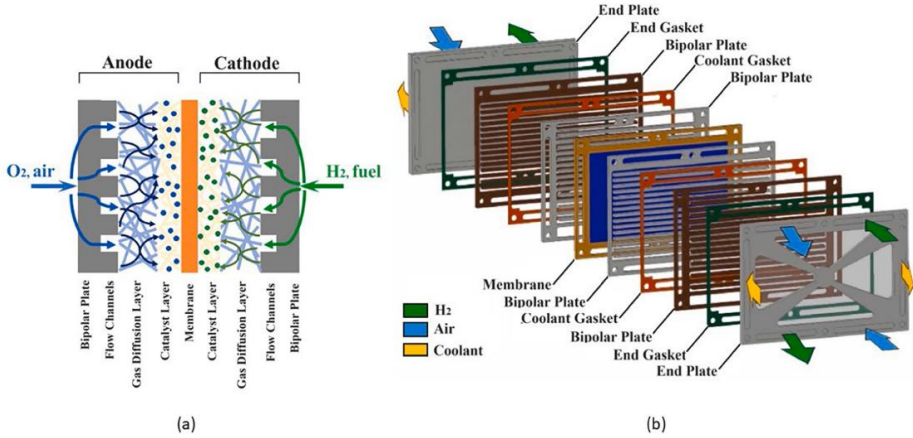 Anode
Cathode
O2, air
H2, fuel
Bipolar Plate
Flow Channels
Gas Diffusion Layer
Catalyst Layer
Membrane
Catalyst Layer
Gas Diffusion Layer
Flow Channels
Bipolar Plate
(a)
End Plate
End Gasket
Bipolar Plate
Coolant Gasket
Bipolar Plate
Membrane
Bipolar Plate
Coolant Gasket
Bipolar Plate
End Gasket
End Plate
H2
Air
Coolant
(b)